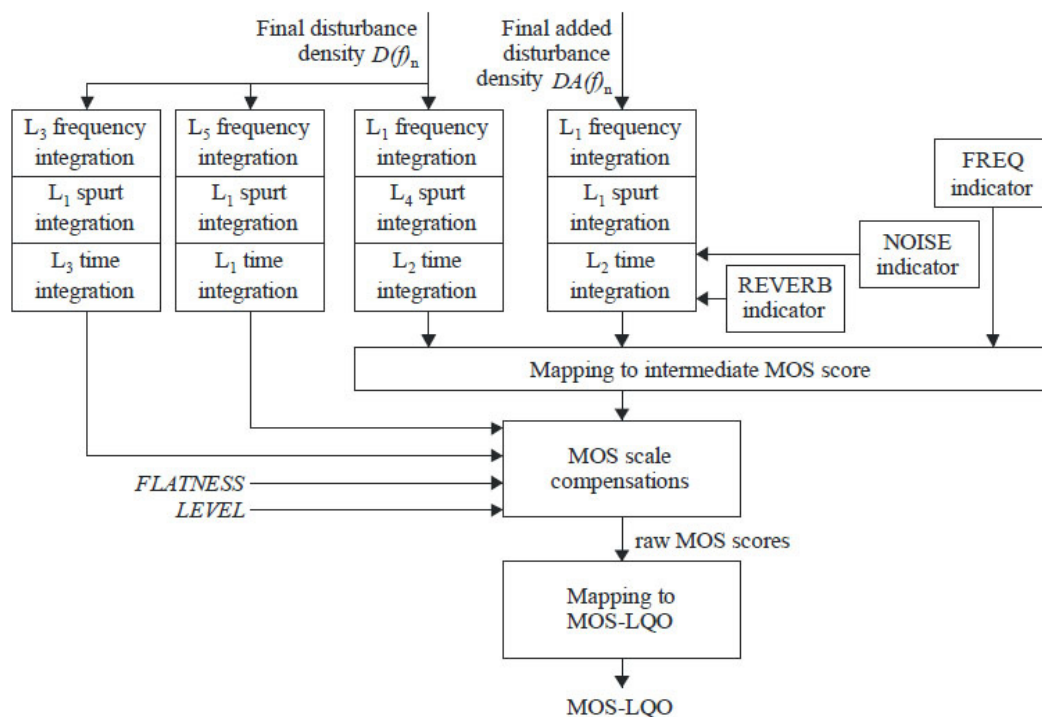 Final disturbance
density D(f)n
Final added
disturbance
density DA(f)n
L3 frequency
integration
L1 spurt
integration
L3 time
integration
L5 frequency
integration
L1 spurt
integration
L1 time
integration
L1 frequency
integration
L4 spurt
integration
L2 time
integration
L1 frequency
integration
L1 spurt
integration
L2 time
integration
FREQ
indicator
NOISE
indicator
REVERB
indicator
Mapping to intermediate MOS score
MOS scale
compensations
FLATNESS
LEVEL
raw MOS scores
Mapping to
MOS-LQO
MOS-LQO